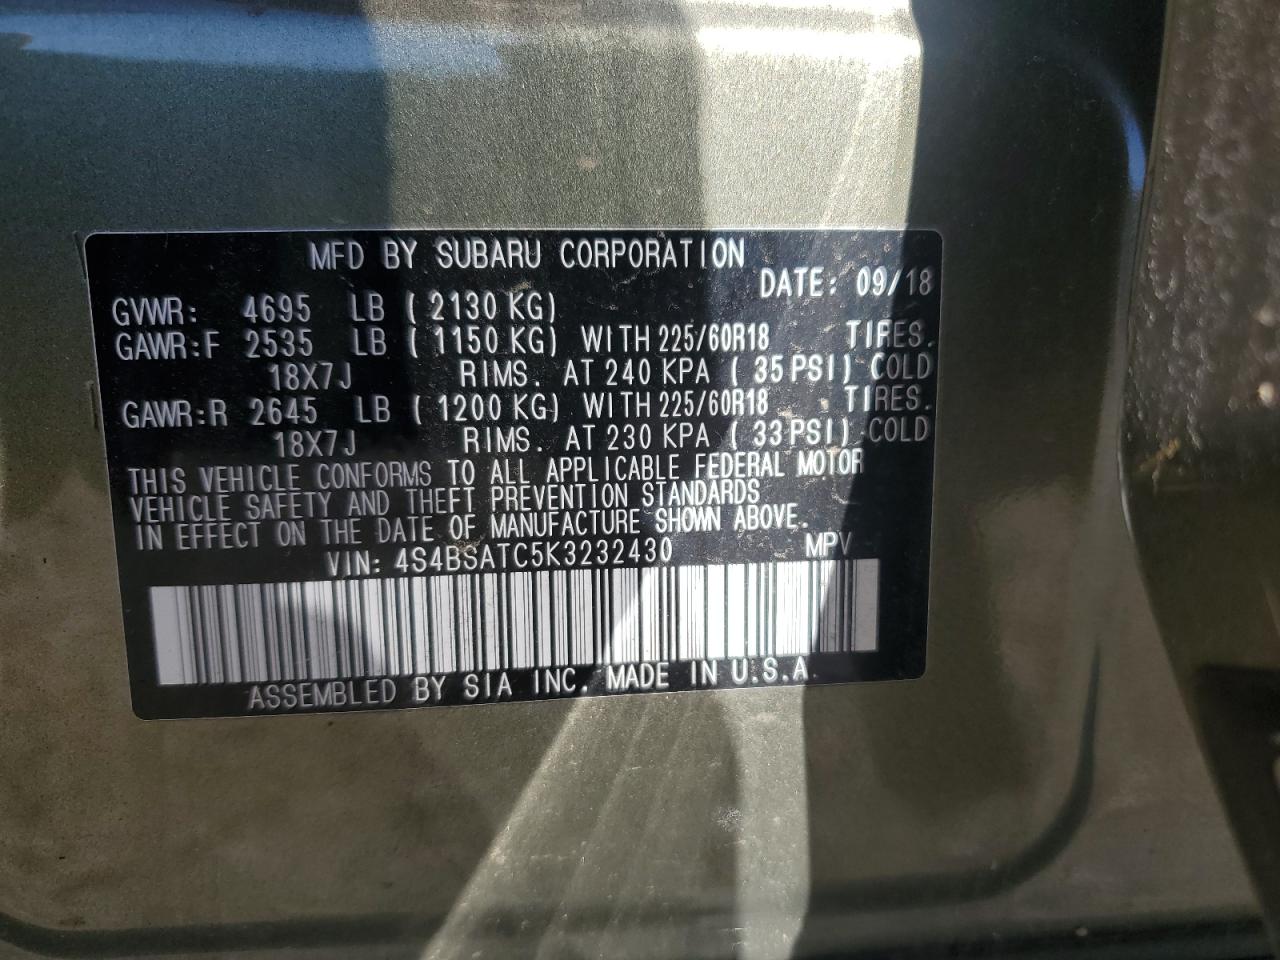 MFD BY SUBARU CORPORATION
DATE: 09/18
GVWR: 4695 LB ( 2130 KG)
GAWR:F 2535 LB ( 1150 KG) WITH 225/60R18 TIRES.
18X7J RIMS. AT 240 KPA ( 35 PSI) COLD
GAWR:R 2645 LB ( 1200 KG) WITH 225/60R18 TIRES.
18X7J RIMS. AT 230 KPA ( 33 PSI) COLD
THIS VEHICLE CONFORMS TO ALL APPLICABLE FEDERAL MOTOR
VEHICLE SAFETY AND THEFT PREVENTION STANDARDS
IN EFFECT ON THE DATE OF MANUFACTURE SHOWN ABOVE.
VIN: 4S4BSATC5K3232430 MPV
ASSEMBLED BY SIA INC. MADE IN U.S.A.